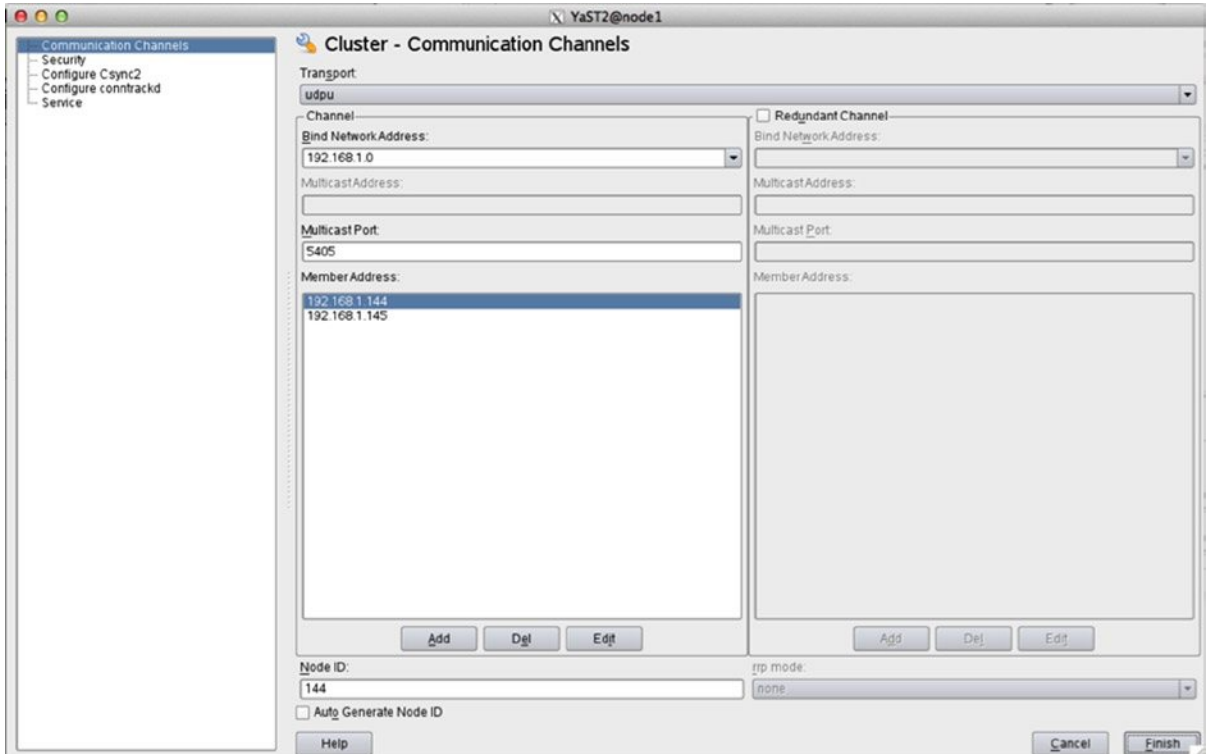 YaST2@node1
Communication Channels
Security
Configure Csync2
Configure conntrackd
Service
Cluster - Communication Channels
Transport:
udpu
Channel
Bind Network Address:
192.168.1.0
Multicast Address:
Multicast Port:
5405
Member Address:
192.168.1.144
192.168.1.145
Add Del Edit
Redundant Channel
Bind Network Address:
Multicast Address:
Multicast Port:
Member Address:
Add Del Edit
Node ID:
144
Auto Generate Node ID
rrp mode:
none
Help Cancel Finish